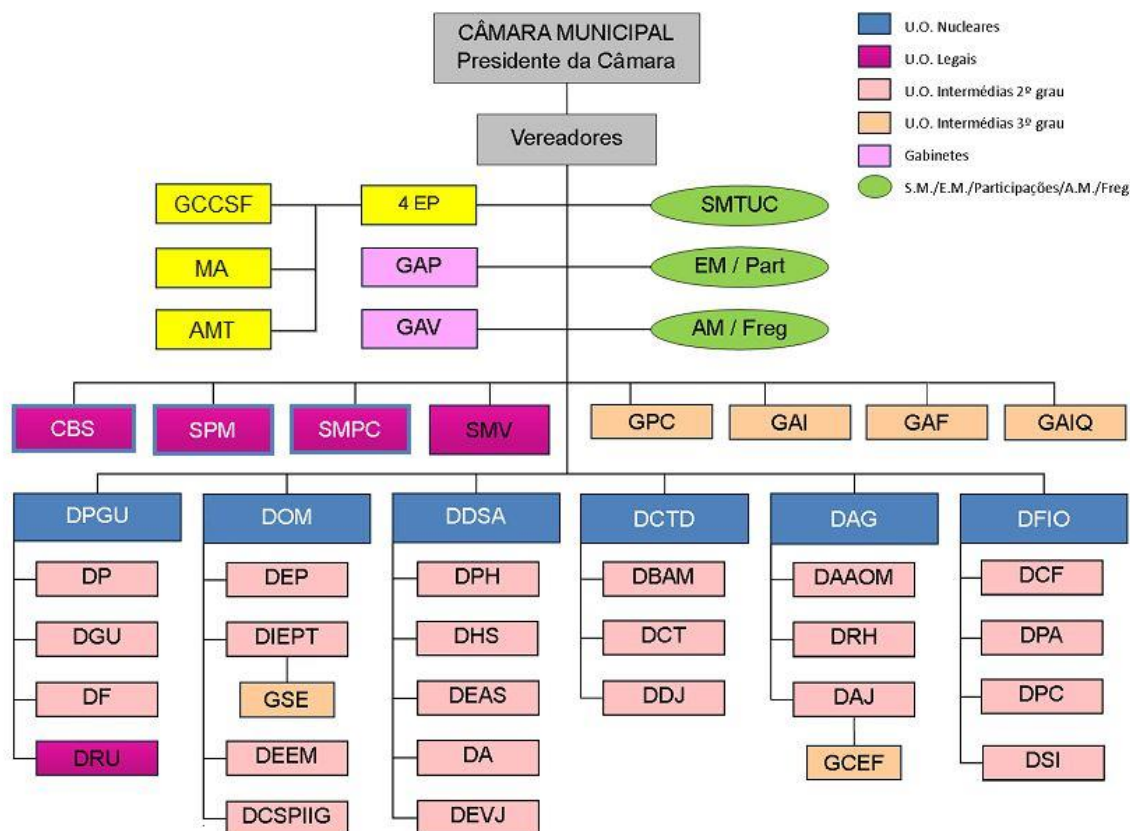 CÂMARA MUNICIPAL
Presidente da Câmara
Vereadores
U.O. Nucleares
U.O. Legais
U.O. Intermédias 2º grau
U.O. Intermédias 3º grau
Gabinetes
S.M./E.M./Participações/A.M./Freg
GCCSF
4 EP
SMTUC
MA
GAP
EM / Part
AMT
GAV
AM / Freg
CBS
SPM
SMPC
SMV
GPC
GAI
GAF
GAIQ
DPGU
DP
DGU
DF
DRU
DOM
DEP
DIEPT
GSE
DEEM
DCSPIIG
DDSA
DPH
DHS
DEAS
DA
DEVJ
DCTD
DBAM
DCT
DDJ
DAG
DAAOM
DRH
DAJ
GCEF
DFIO
DCF
DPA
DPC
DSI